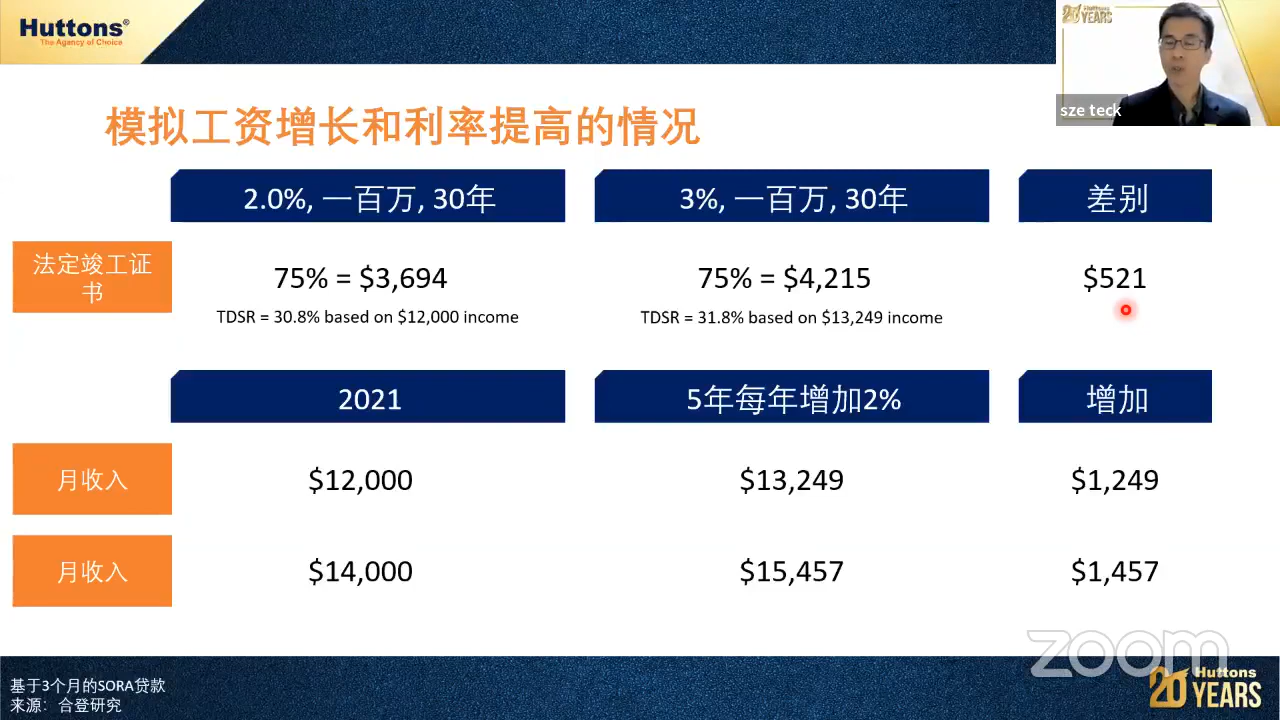 Huttons®
The Agency of Choice
Huttons
20 YEARS
sze teck
模拟工资增长和利率提高的情况
2.0%, 一百万, 30年
3%, 一百万, 30年
差别
法定竣工证
书
75% = $3,694
75% = $4,215
$521
TDSR = 30.8% based on $12,000 income
TDSR = 31.8% based on $13,249 income
2021
5年每年增加2%
增加
月收入
$12,000
$13,249
$1,249
月收入
$14,000
$15,457
$1,457
zoom
基于3个月的SORA贷款
来源：合登研究
Huttons
20 YEARS